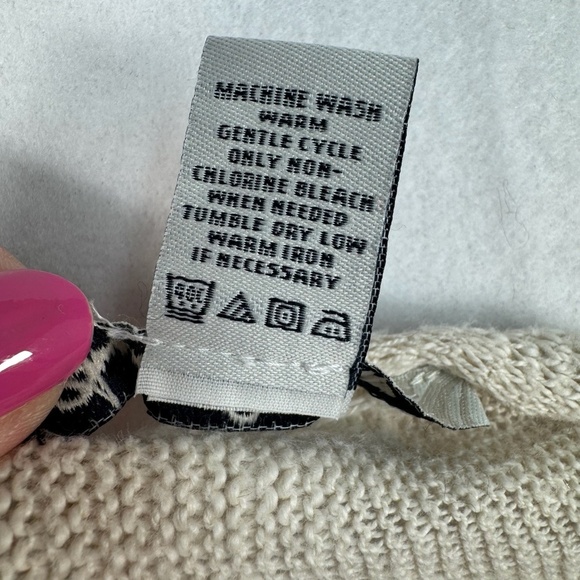 MACHINE WASH
WARM
GENTLE CYCLE
ONLY NON-
CHLORINE BLEACH
WHEN NEEDED
TUMBLE DRY LOW
WARM IRON
IF NECESSARY